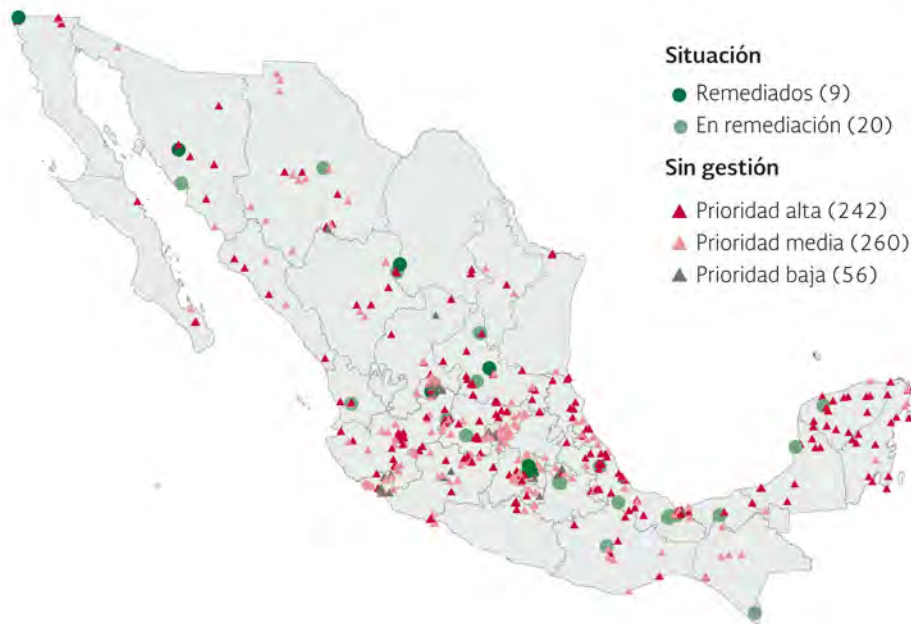 Situación
Remediados (9)
En remediación (20)
Sin gestión
Prioridad alta (242)
Prioridad media (260)
Prioridad baja (56)